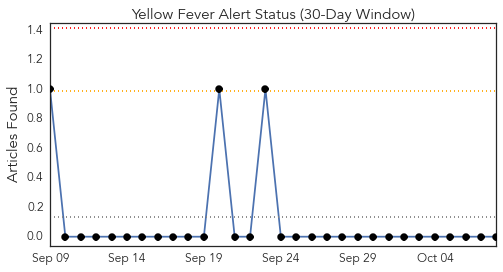 Yellow Fever Alert Status (30-Day Window)
Articles Found
1.4
1.2
1.0
0.8
0.6
0.4
0.2
0.0
Sep 09 Sep 14 Sep 19 Sep 24 Sep 29 Oct 04